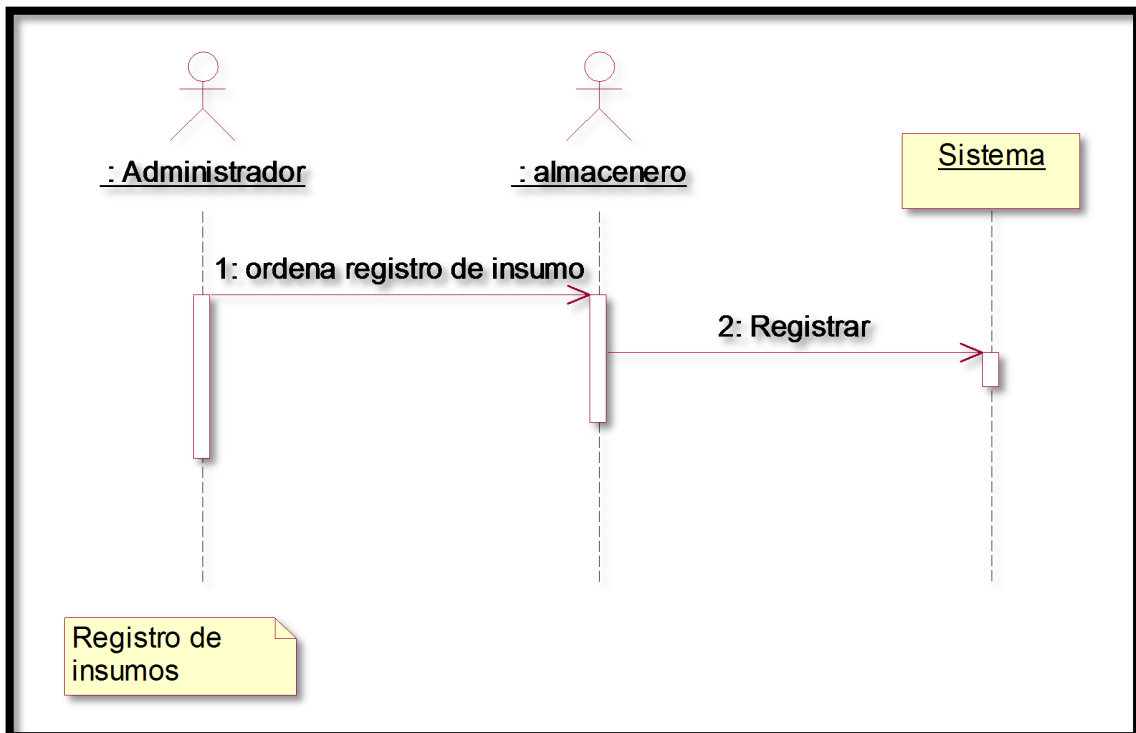 : Administrador
: almacenero
Sistema
1: ordena registro de insumo
2: Registrar
Registro de
insumos